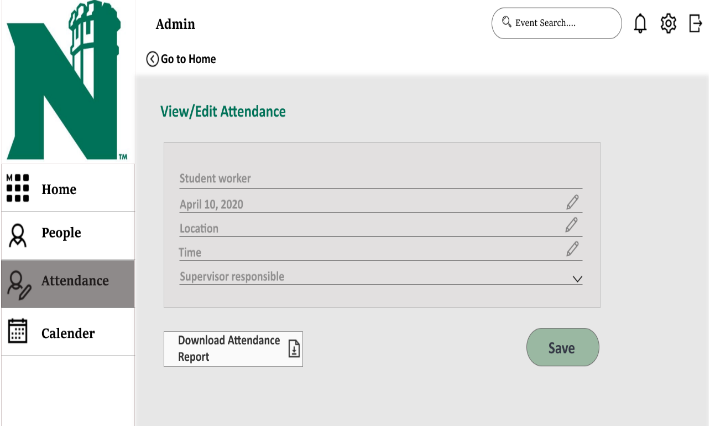 N
TM
Admin
Event Search....
Go to Home
View/Edit Attendance
M
Home
People
Attendance
Calender
Student worker
April 10, 2020
Location
Time
Supervisor responsible
Download Attendance
Report
Save